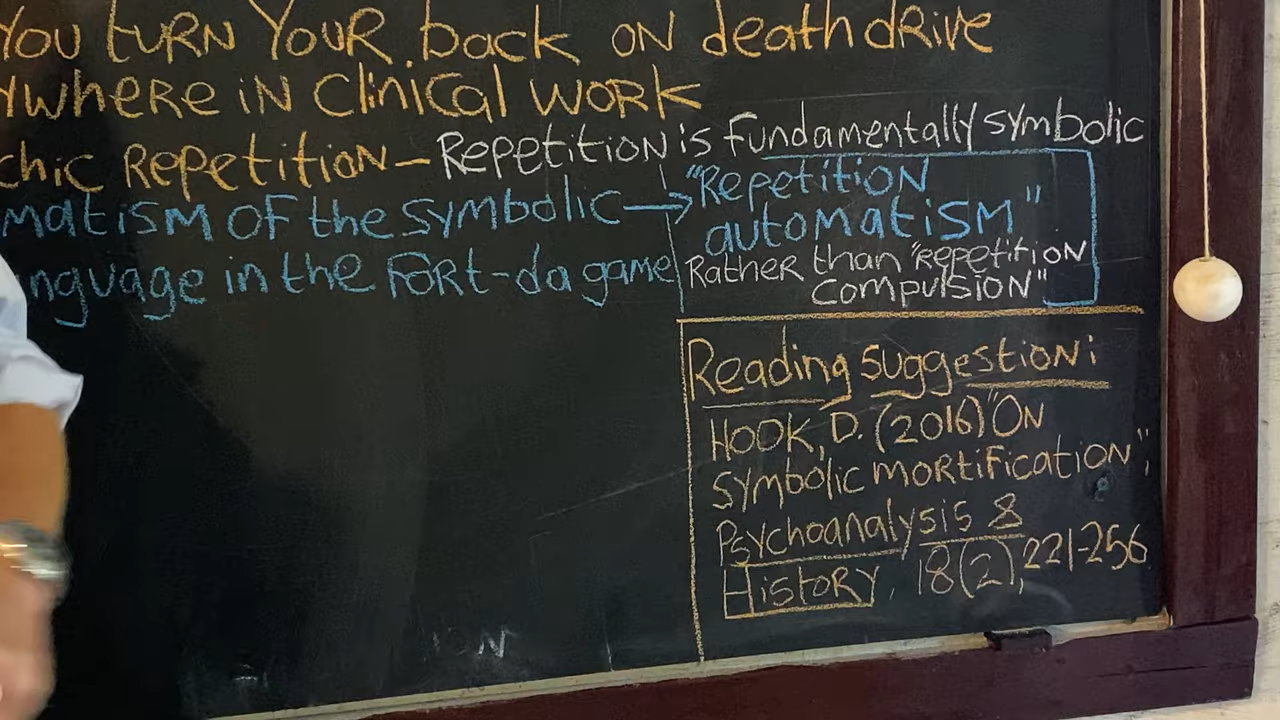 YOU TURN YOUR back ON death drive
ywhere IN clinical WORK
chic Repetition – Repetition is fundamentally symbolic
matism OF the symbolic → "Repetition
automatism"
Rather than "repetition
compulsion"
nguage in the FORt-da game
Reading suggestion:
HOOK, D. (2016) "On
symbolic mortification",
Psychoanalysis &
History, 18(2), 221-256
ON